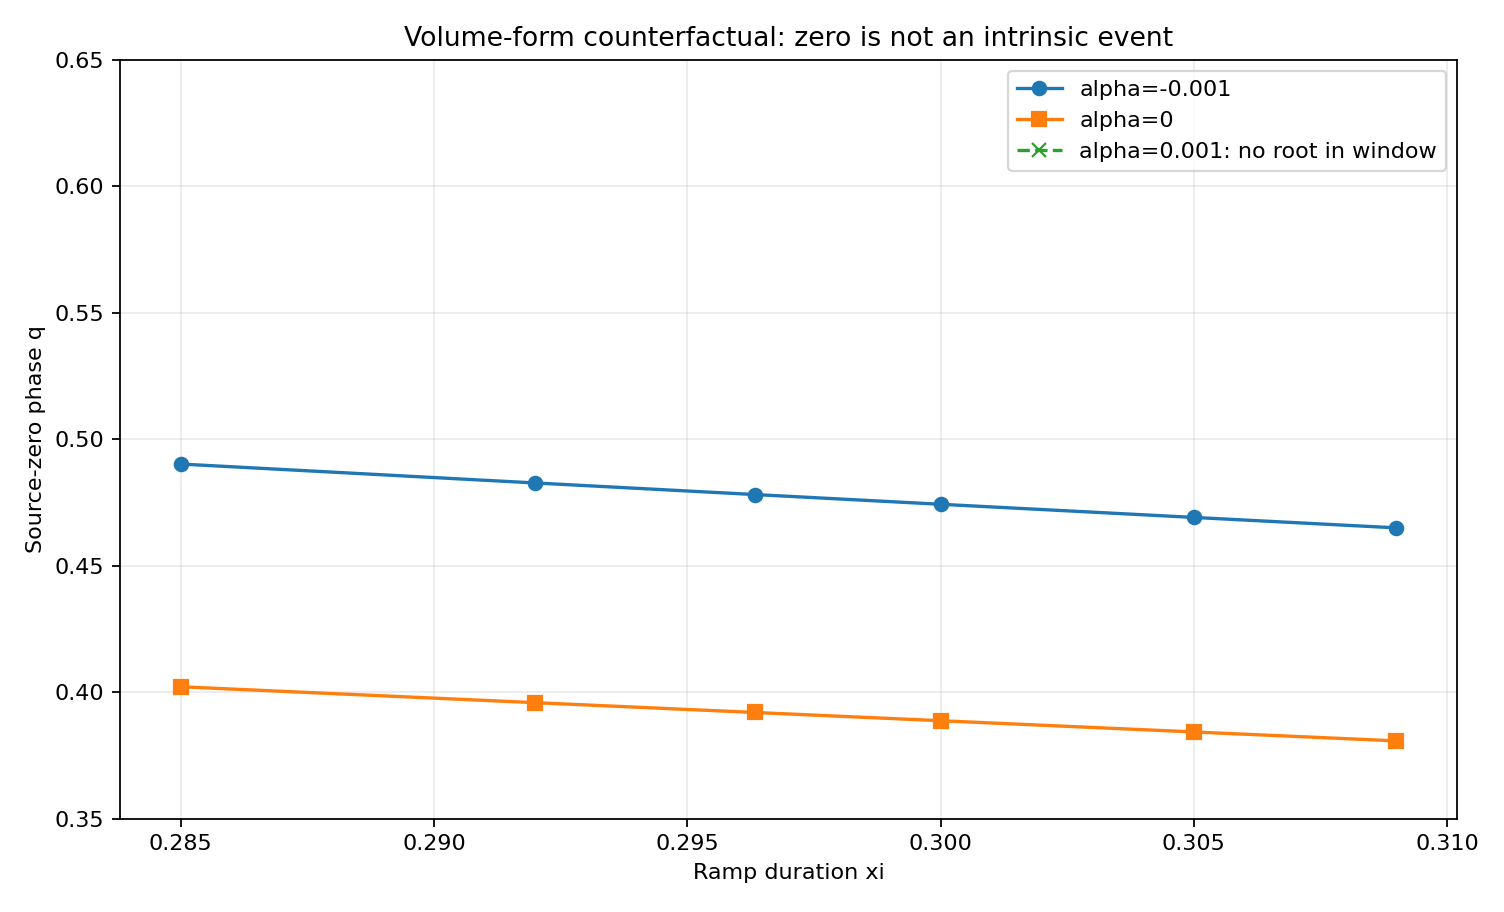 Volume-form counterfactual: zero is not an intrinsic event
alpha=-0.001
alpha=0
alpha=0.001: no root in window
Source-zero phase q
0.65
0.60
0.55
0.50
0.45
0.40
0.35
0.285
0.290
0.295
0.300
0.305
0.310
Ramp duration xi